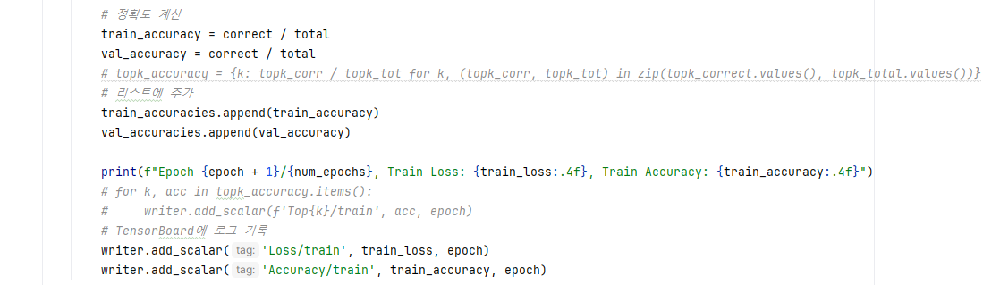 # 정확도 계산
train_accuracy = correct / total
val_accuracy = correct / total
# topk_accuracy = {k: topk_corr / topk_tot for k, (topk_corr, topk_tot) in zip(topk_correct.values(), topk_total.values())}
# 리스트에 추가
train_accuracies.append(train_accuracy)
val_accuracies.append(val_accuracy)
print(f"Epoch {epoch + 1}/{num_epochs}, Train Loss: {train_loss:.4f}, Train Accuracy: {train_accuracy:.4f}")
# for k, acc in topk_accuracy.items():
#     writer.add_scalar(f'Top{k}/train', acc, epoch)
# TensorBoard에 로그 기록
writer.add_scalar( tag: 'Loss/train', train_loss, epoch)
writer.add_scalar( tag: 'Accuracy/train', train_accuracy, epoch)